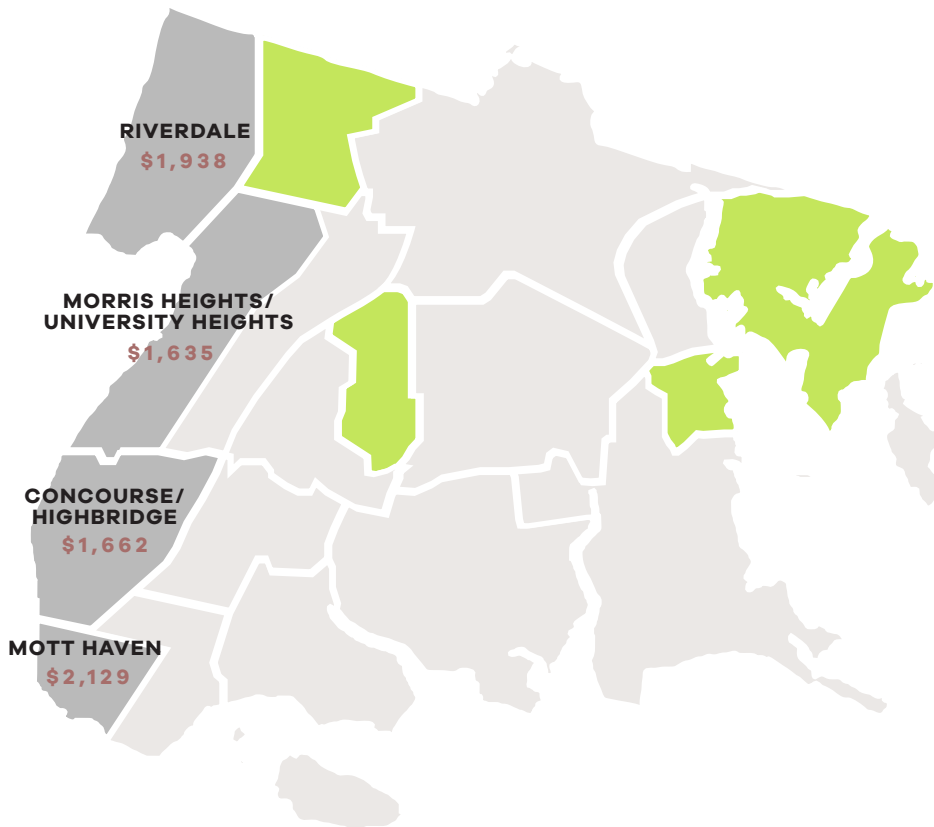 RIVERDALE
$1,938
MORRIS HEIGHTS/
UNIVERSITY HEIGHTS
$1,635
CONCOURSE/
HIGHBRIDGE
$1,662
MOTT HAVEN
$2,129